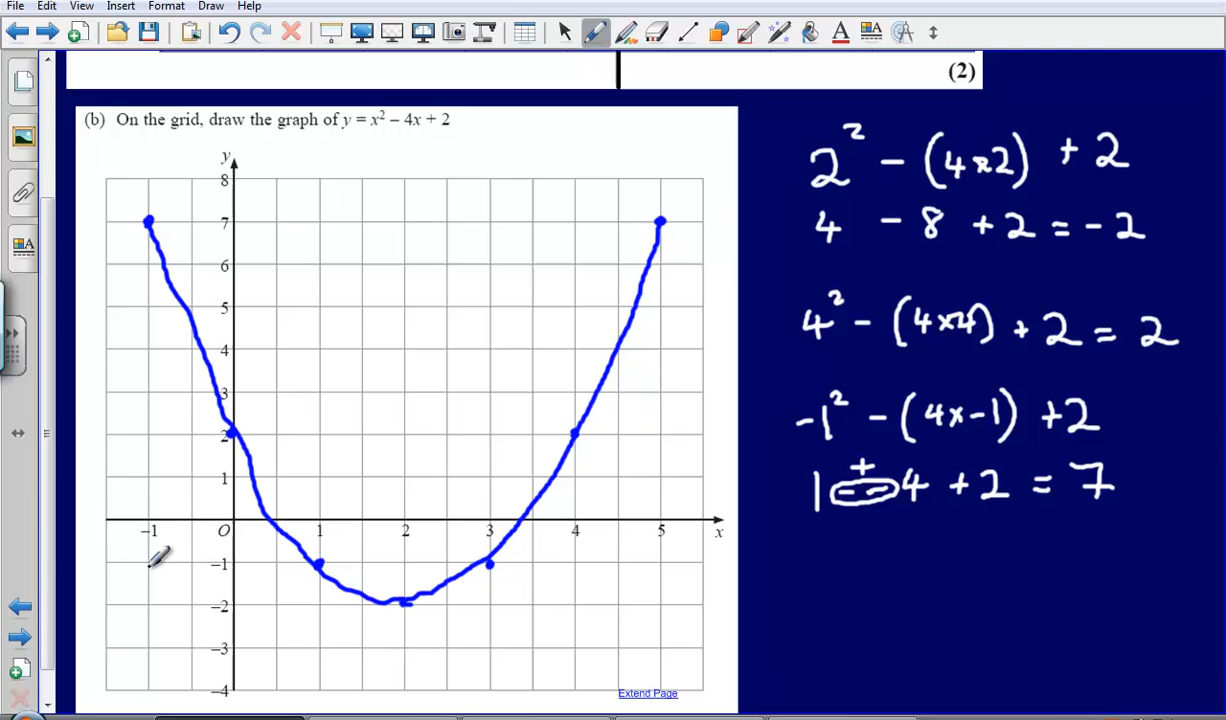 File Edit View Insert Format Draw Help
A
(2)
(b) On the grid, draw the graph of y = x² – 4x + 2
y
8
7
6
5
4
3
2
1
–1 O 1 2 3 4 5 x
–1
–2
–3
–4
Extend Page
2² - (4×2) + 2
4 - 8 + 2 = -2
4² - (4×4) + 2 = 2
-1² - (4x-1) + 2
+
1 - - 4 + 2 = 7